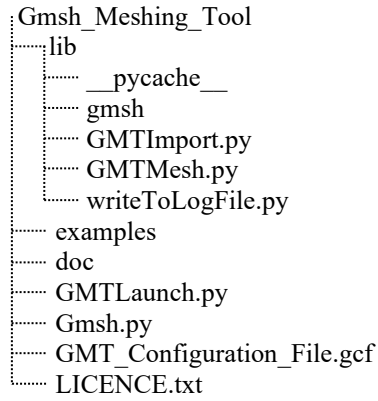 Gmsh_Meshing_Tool
lib
__pycache__
gmsh
GMTImport.py
GMTMesh.py
writeToLogFile.py
examples
doc
GMTLaunch.py
Gmsh.py
GMT_Configuration_File.gcf
LICENCE.txt